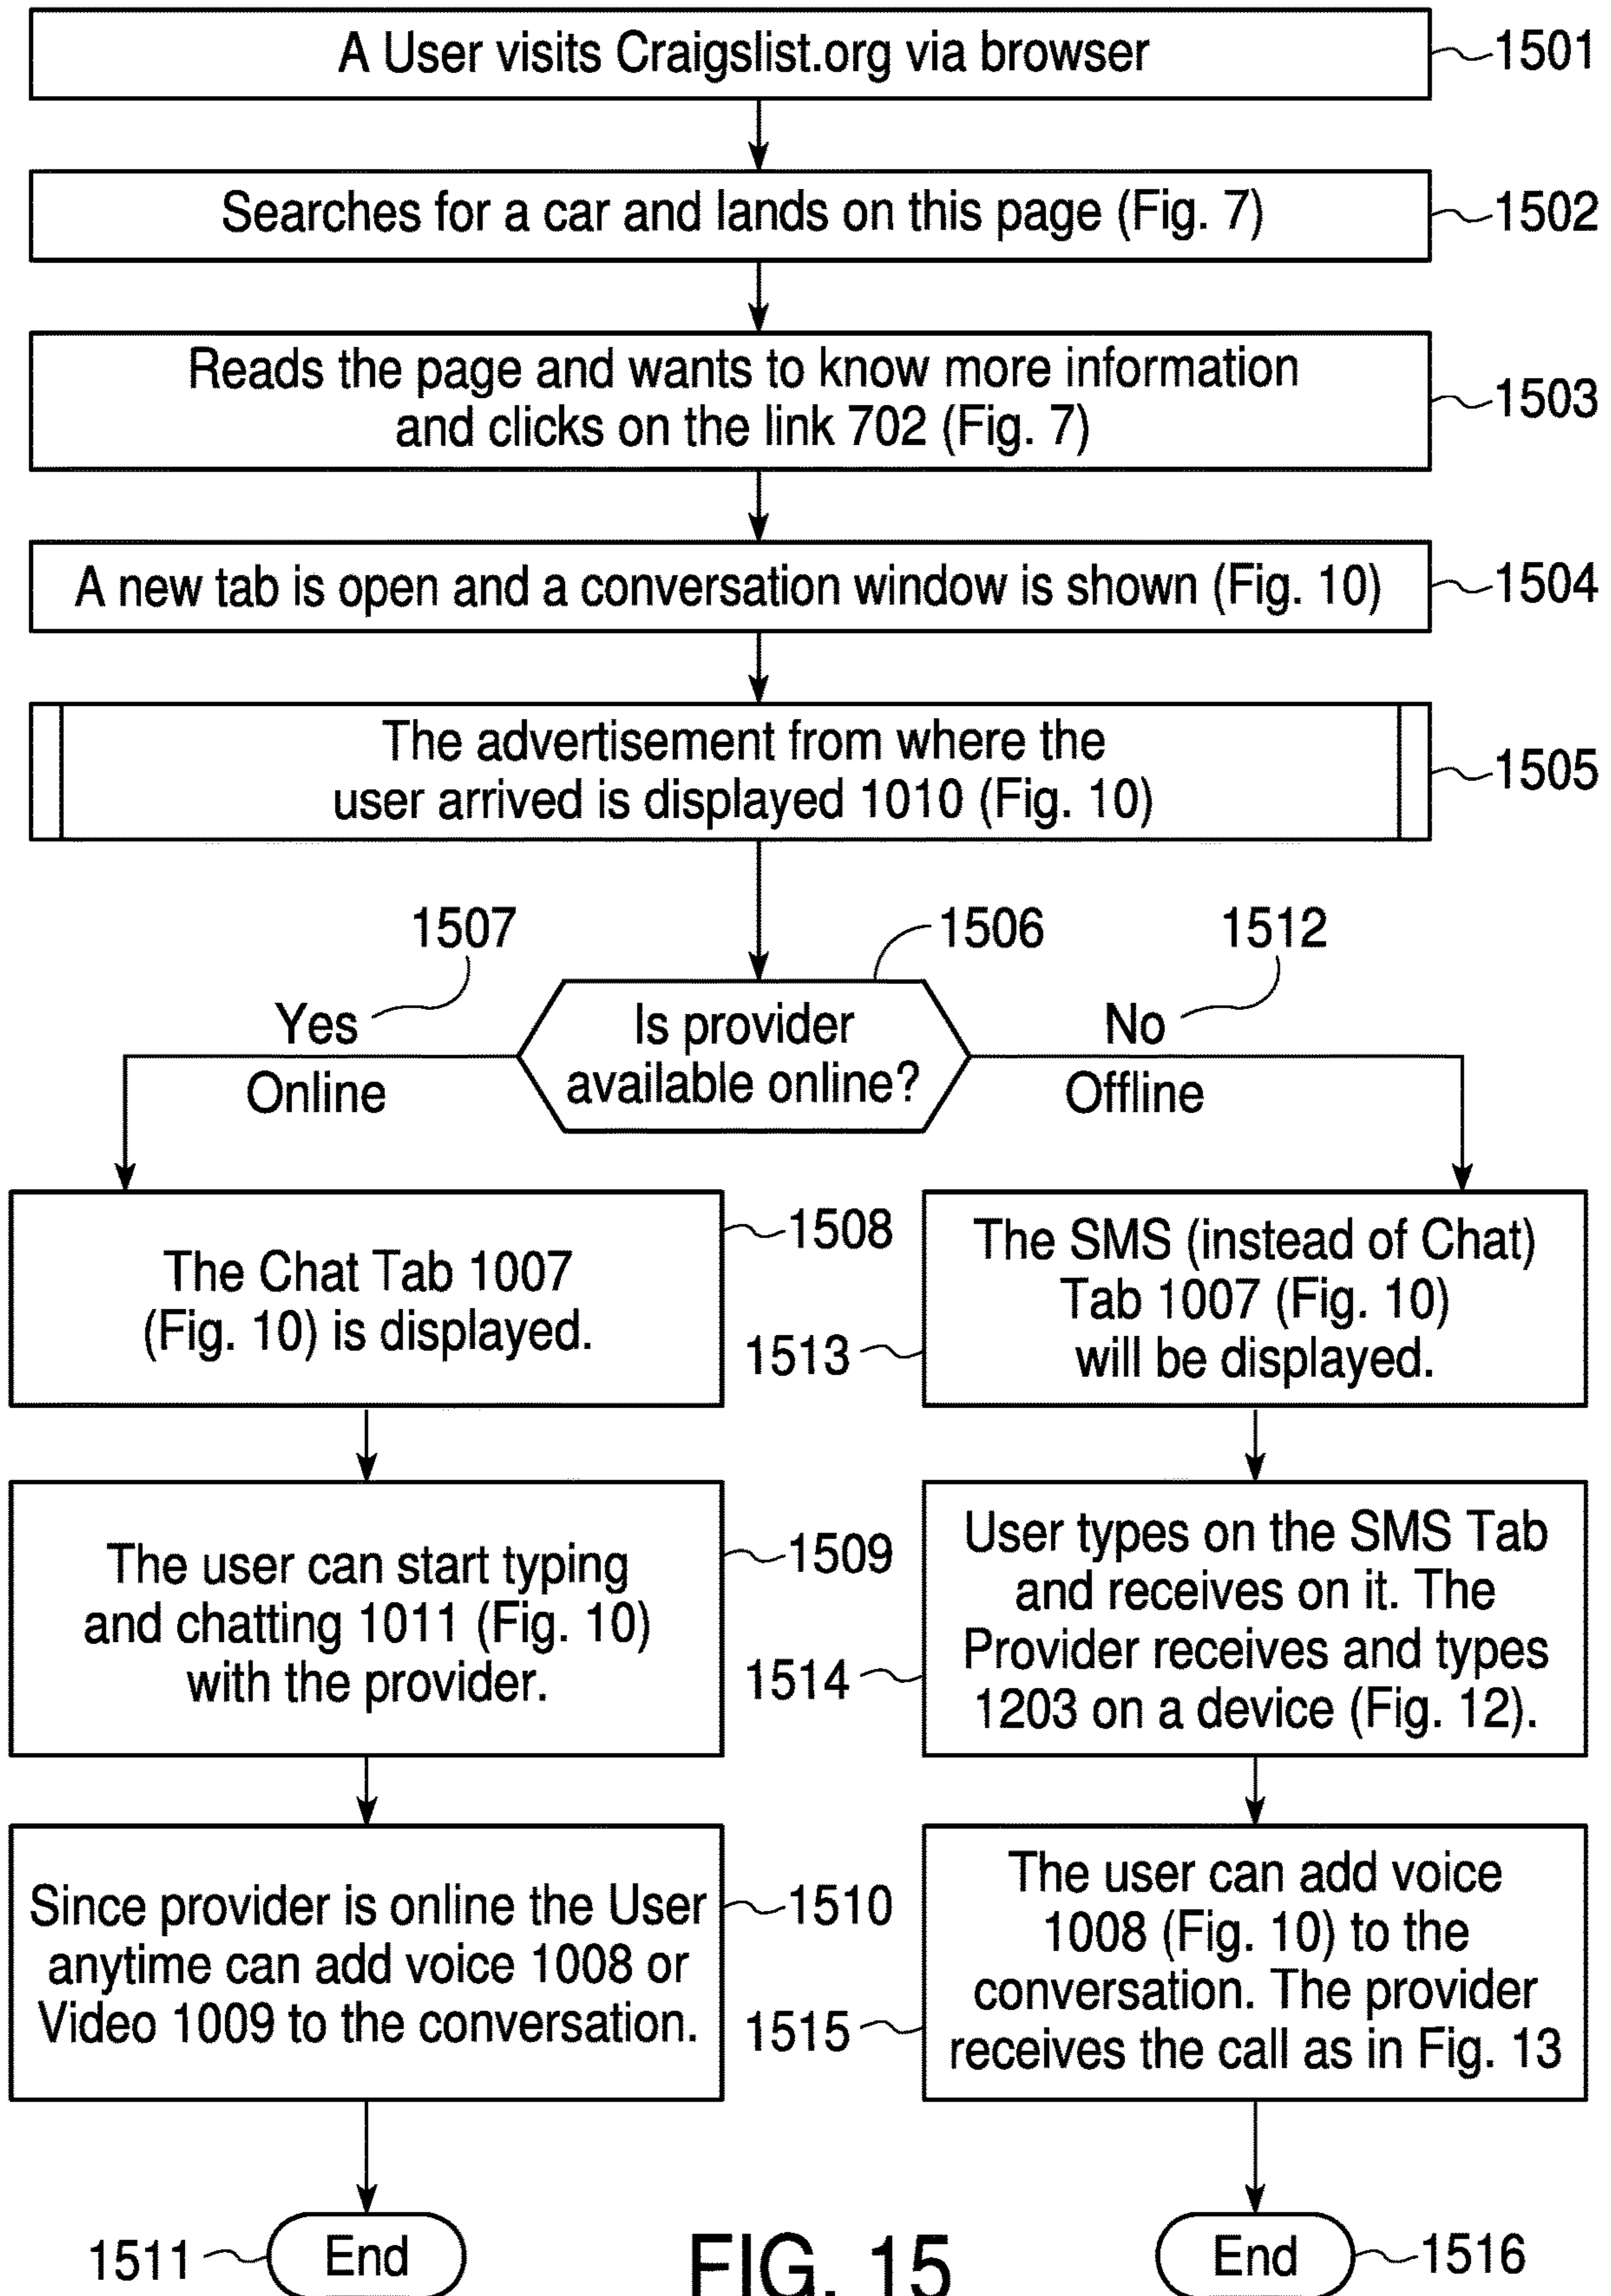 A User visits Craigslist.org via browser
1501
Searches for a car and lands on this page (Fig. 7)
1502
Reads the page and wants to know more information
and clicks on the link 702 (Fig. 7)
1503
A new tab is open and a conversation window is shown (Fig. 10)
1504
The advertisement from where the
user arrived is displayed 1010 (Fig. 10)
1505
1507
1506
1512
Yes
Online
Is provider
available online?
No
Offline
The Chat Tab 1007
(Fig. 10) is displayed.
1508
The SMS (instead of Chat)
Tab 1007 (Fig. 10)
will be displayed.
1513
The user can start typing
and chatting 1011 (Fig. 10)
with the provider.
1509
User types on the SMS Tab
and receives on it. The
Provider receives and types
1203 on a device (Fig. 12).
1514
Since provider is online the User
anytime can add voice 1008 or
Video 1009 to the conversation.
1510
The user can add voice
1008 (Fig. 10) to the
conversation. The provider
receives the call as in Fig. 13
1515
1511
End
FIG. 15
End
1516